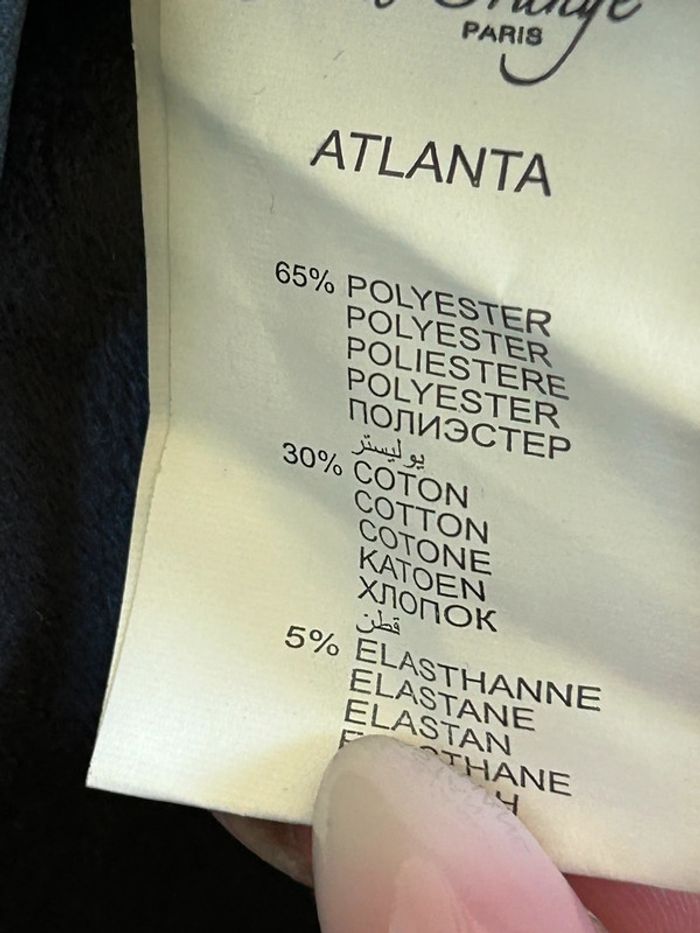 PARIS
ATLANTA
65% POLYESTER
POLYESTER
POLIESTERE
POLYESTER
ПОЛИЭСТЕР
يوليستر
30% COTON
COTTON
COTONE
KATOEN
ХЛОПОК
قطن
5% ELASTHANNE
ELASTANE
ELASTAN